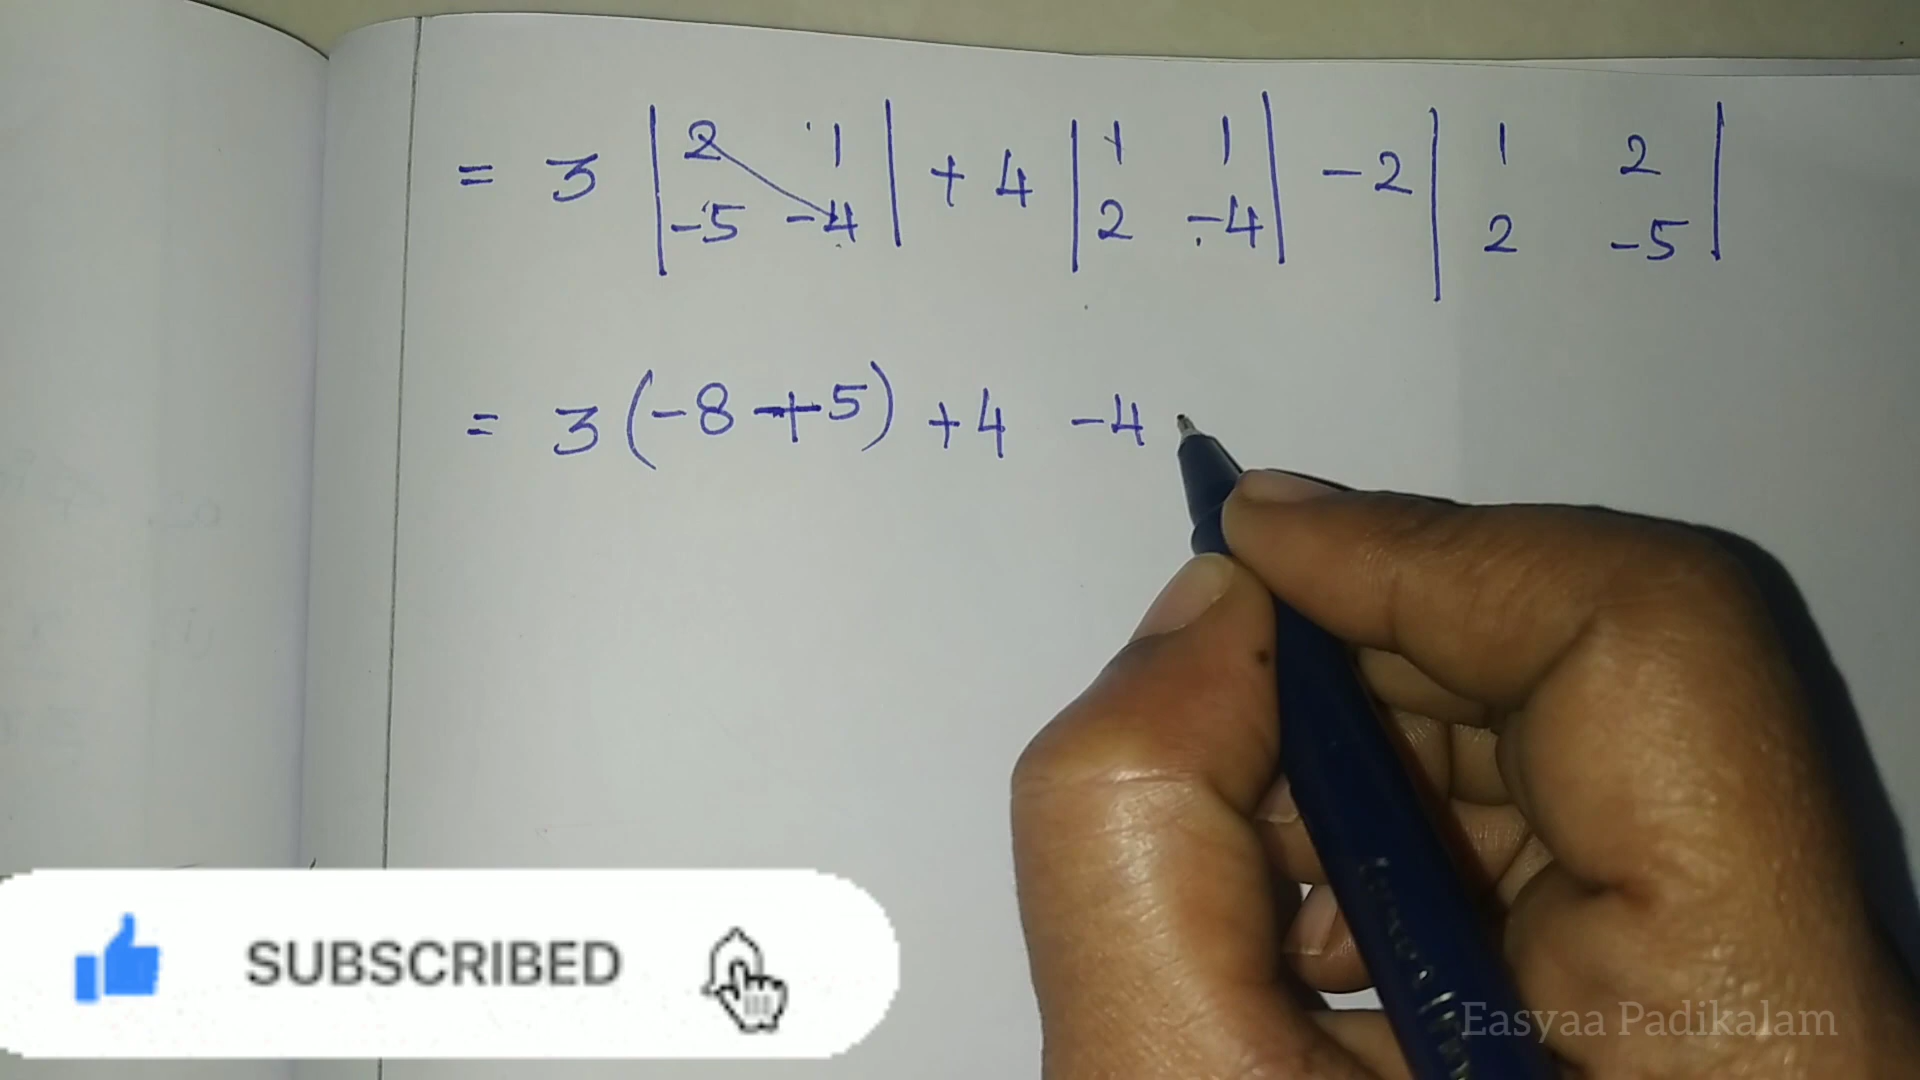 = 3 | 2 1 | + 4 | 1 1 | - 2 | 1 2 |
| -5 -4 | | 2 -4 | | 2 -5 |
= 3 (-8 + 5) + 4 -4
SUBSCRIBED
Easyaa Padikalam